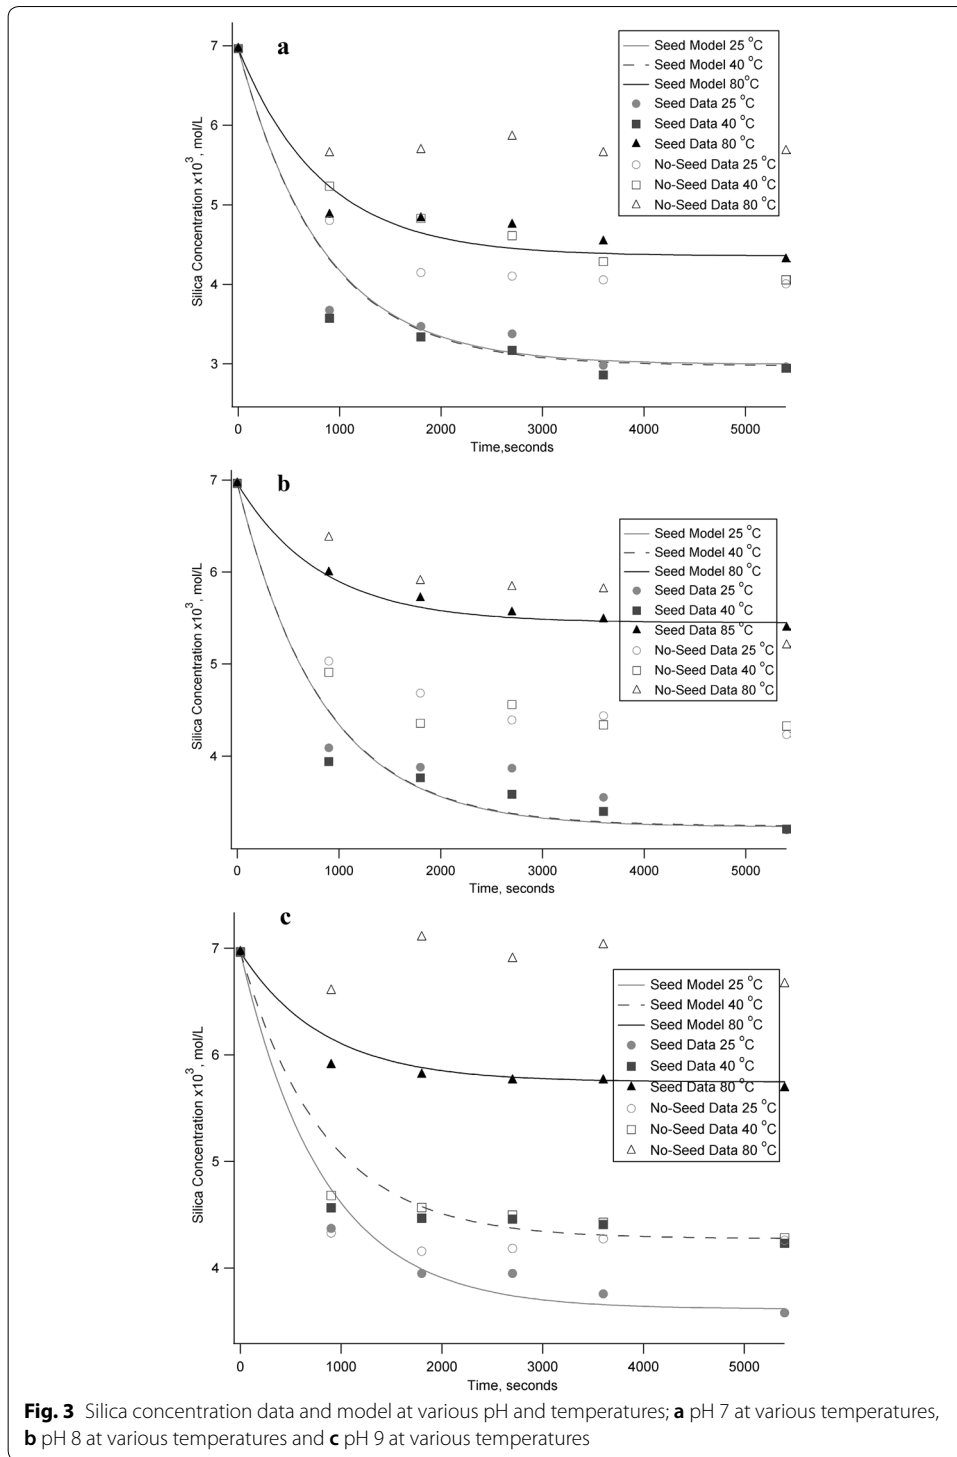 a
7
6
5
4
3
Silica Concentration x10³, mol/L
Seed Model 25 °C
Seed Model 40 °C
Seed Model 80°C
Seed Data 25 °C
Seed Data 40 °C
Seed Data 80 °C
No-Seed Data 25 °C
No-Seed Data 40 °C
No-Seed Data 80 °C
0 1000 2000 3000 4000 5000
Time,seconds
b
7
6
5
4
Silica Concentration x10³, mol/L
Seed Model 25 °C
Seed Model 40 °C
Seed Model 80 °C
Seed Data 25 °C
Seed Data 40 °C
Seed Data 85 °C
No-Seed Data 25 °C
No-Seed Data 40 °C
No-Seed Data 80 °C
0 1000 2000 3000 4000 5000
Time, seconds
c
7
6
5
4
Silica Concentration x10³, mol/L
Seed Model 25 °C
Seed Model 40 °C
Seed Model 80 °C
Seed Data 25 °C
Seed Data 40 °C
Seed Data 80 °C
No-Seed Data 25 °C
No-Seed Data 40 °C
No-Seed Data 80 °C
0 1000 2000 3000 4000 5000
Time, seconds
Fig. 3 Silica concentration data and model at various pH and temperatures; a pH 7 at various temperatures,
b pH 8 at various temperatures and c pH 9 at various temperatures